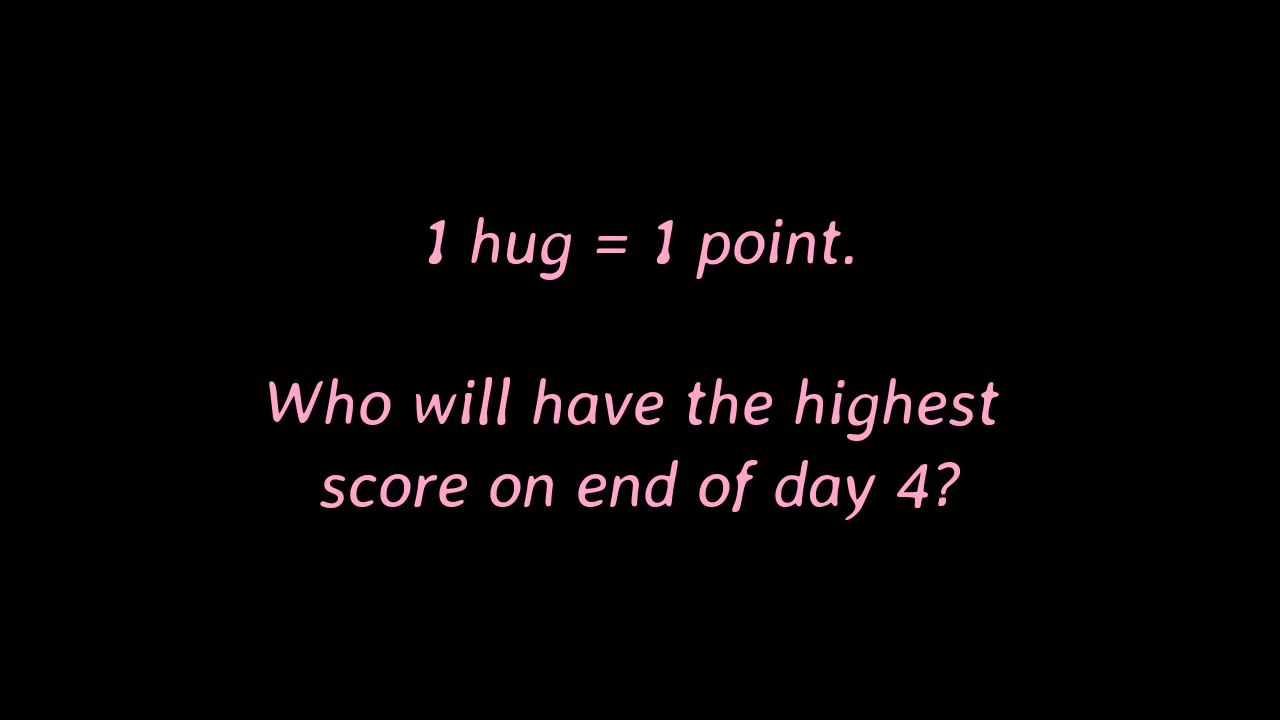 1 hug = 1 point.
Who will have the highest
score on end of day 4?